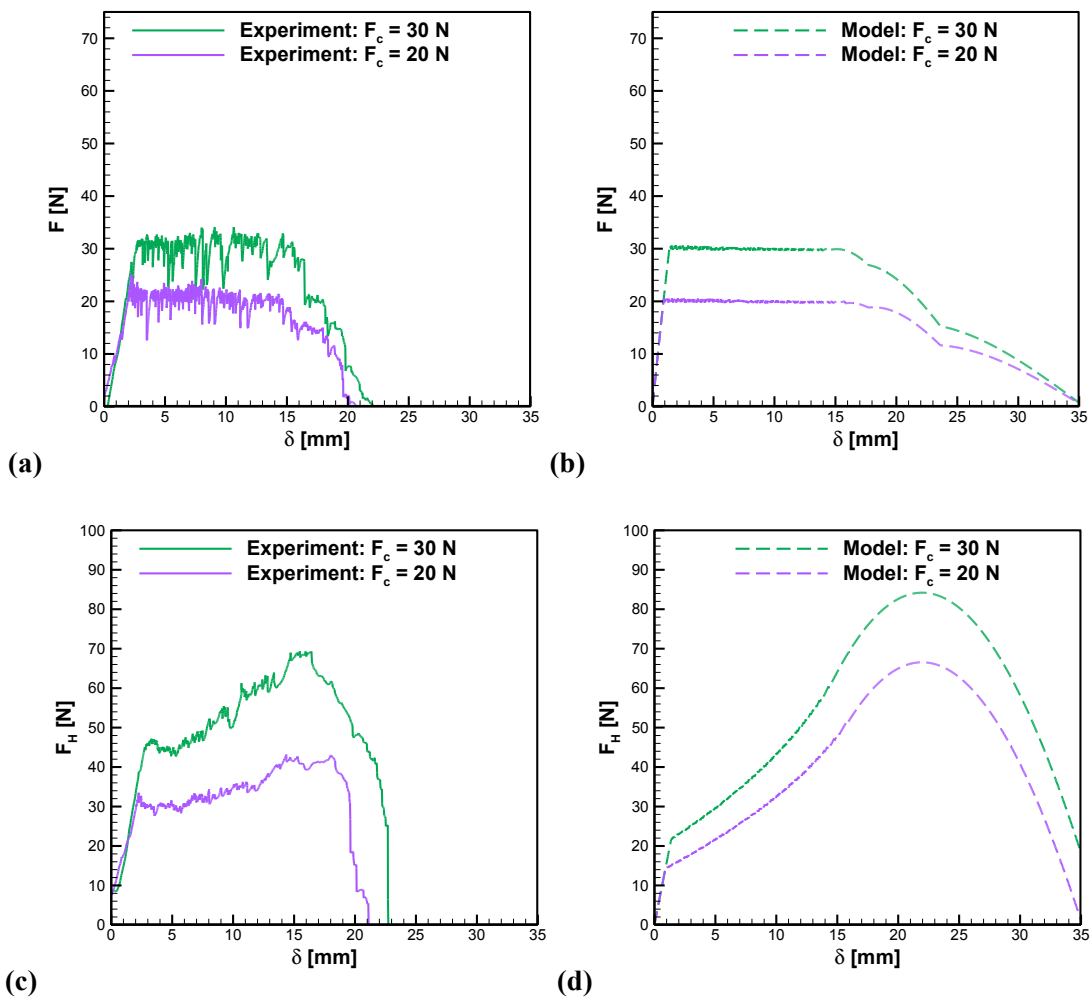 Experiment: F_c = 30 N
Experiment: F_c = 20 N
F [N]
70
60
50
40
30
20
10
0
0 5 10 15 20 25 30 35
δ [mm]
(a)
Model: F_c = 30 N
Model: F_c = 20 N
F [N]
70
60
50
40
30
20
10
0
0 5 10 15 20 25 30 35
δ [mm]
(b)
Experiment: F_c = 30 N
Experiment: F_c = 20 N
F_H [N]
100
90
80
70
60
50
40
30
20
10
0
0 5 10 15 20 25 30 35
δ [mm]
(c)
Model: F_c = 30 N
Model: F_c = 20 N
F_H [N]
100
90
80
70
60
50
40
30
20
10
0
0 5 10 15 20 25 30 35
δ [mm]
(d)